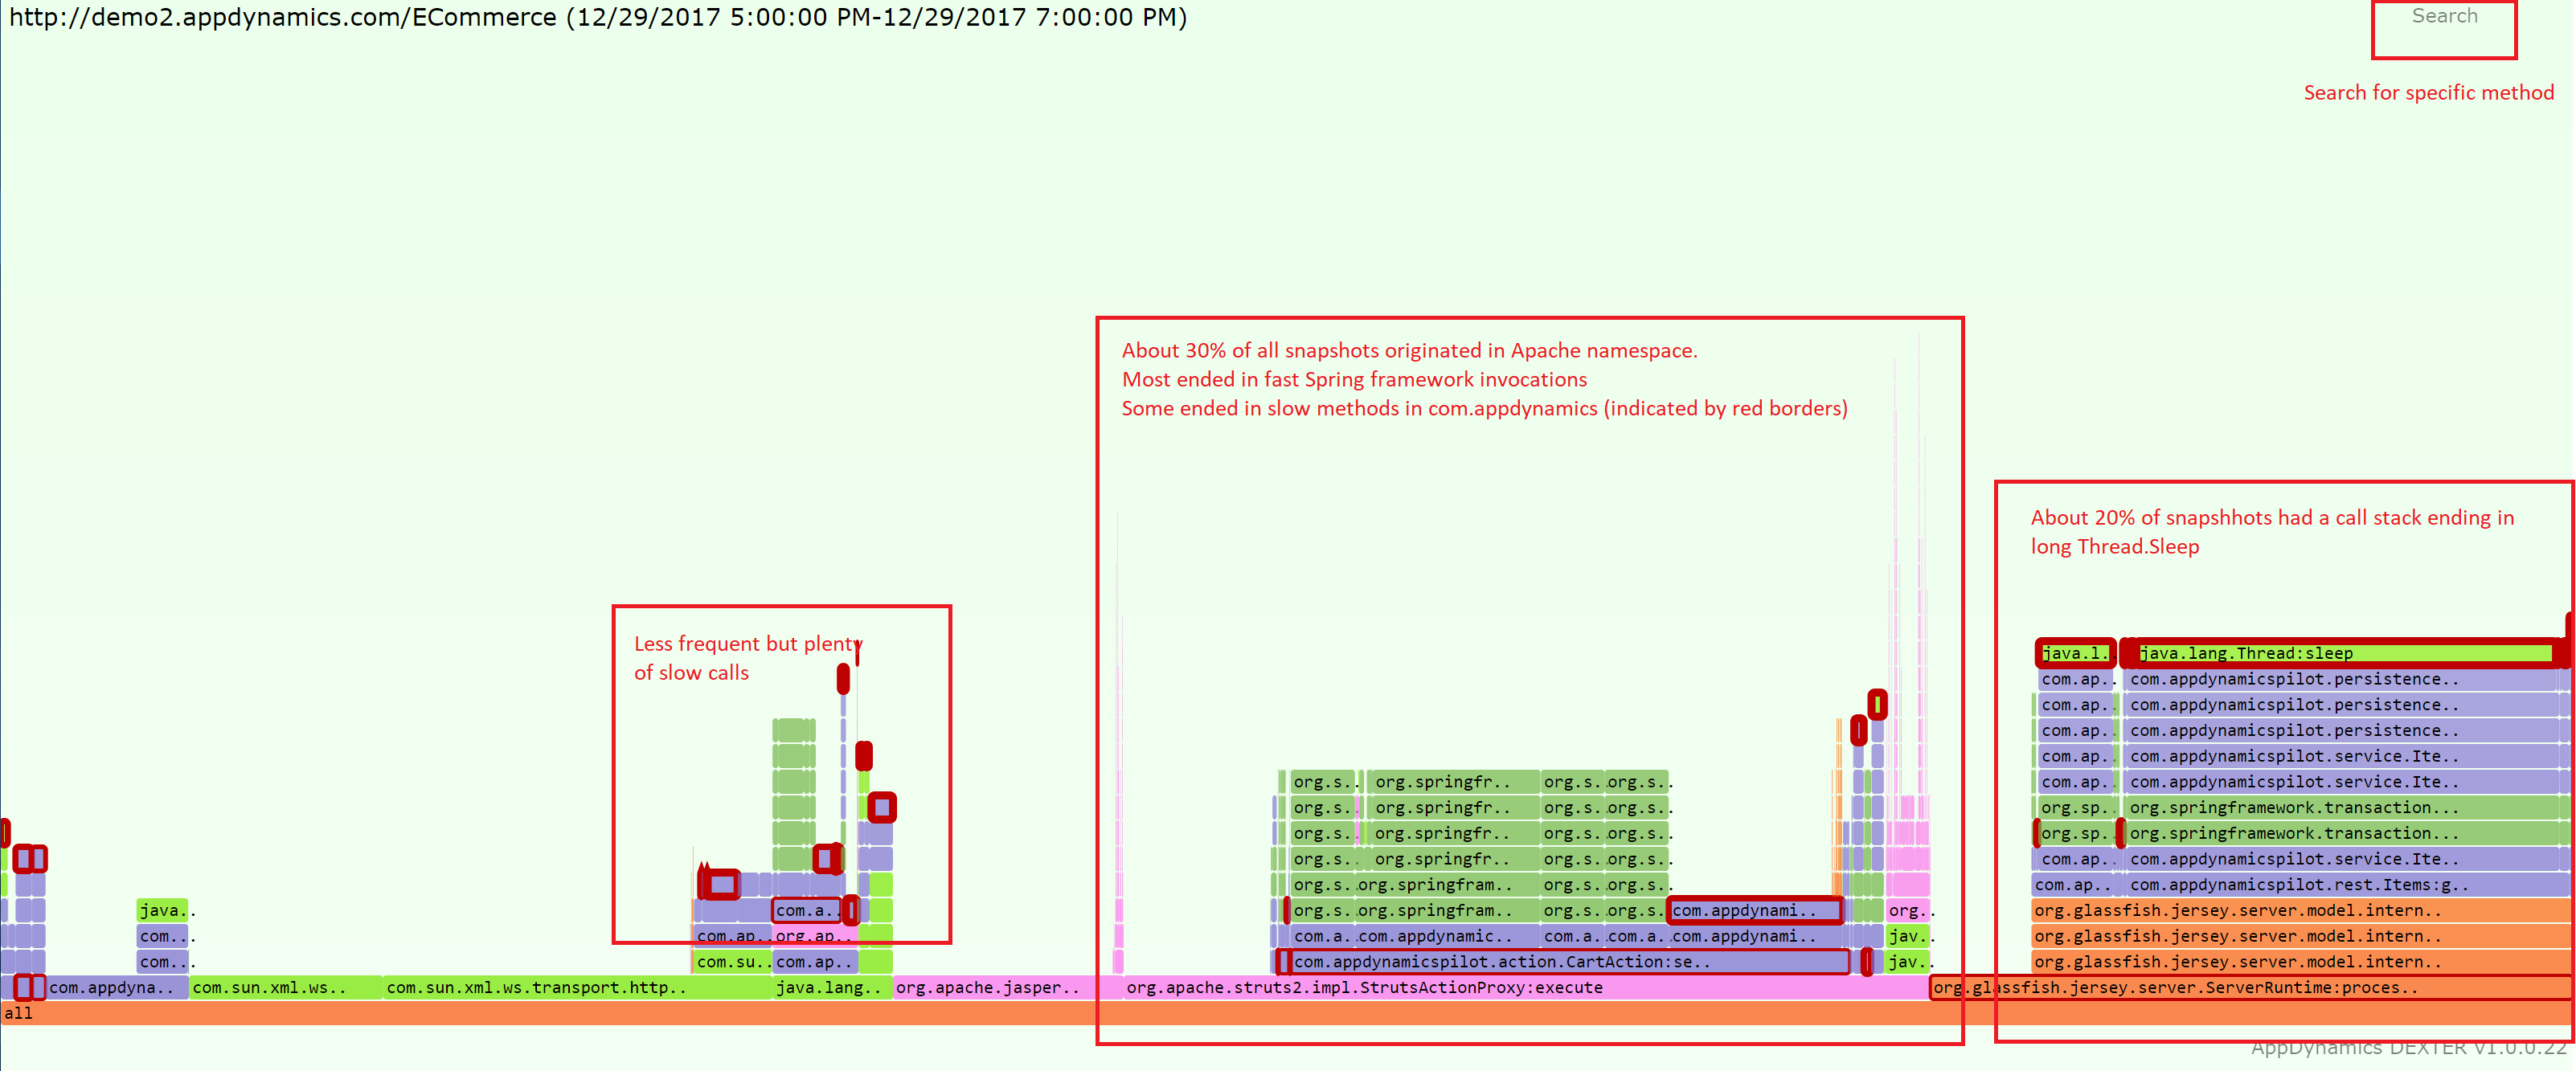 http://demo2.appdynamics.com/ECommerce (12/29/2017 5:00:00 PM-12/29/2017 7:00:00 PM)
Search
Search for specific method
About 30% of all snapshots originated in Apache namespace.
Most ended in fast Spring framework invocations
Some ended in slow methods in com.appdynamics (indicated by red borders)
About 20% of snapshhots had a call stack ending in
long Thread.Sleep
Less frequent but plenty
of slow calls
java.l.. java.lang.Thread:sleep
com.ap.. com.appdynamicspilot.persistence..
com.ap.. com.appdynamicspilot.persistence..
com.ap.. com.appdynamicspilot.persistence..
com.ap.. com.appdynamicspilot.service.Ite..
org.s.. org.springfr.. org.s.. org.s.. com.ap.. com.appdynamicspilot.service.Ite..
org.s.. org.springfr.. org.s.. org.s.. org.sp.. org.springframework.transaction...
org.s.. org.springfr.. org.s.. org.s.. org.sp.. org.springframework.transaction...
org.s.. org.springfr.. org.s.. org.s.. com.ap.. com.appdynamicspilot.service.Ite..
org.s.. org.springfram.. org.s.. org.s.. com.ap.. com.appdynamicspilot.rest.Items:g..
java.. com.a.. org.s.. org.springfram.. org.s.. org.s.. com.appdynami.. org.. org.glassfish.jersey.server.model.intern..
com... com.ap.. org.ap.. com.a.. com.appdynamic.. com.a.. com.a.. com.appdynami.. jav.. org.glassfish.jersey.server.model.intern..
com... com.su.. com.ap.. com.appdynamicspilot.action.CartAction:se.. jav.. org.glassfish.jersey.server.model.intern..
com.appdyna.. com.sun.xml.ws.. com.sun.xml.ws.transport.http.. java.lang.. org.apache.jasper.. org.apache.struts2.impl.StrutsActionProxy:execute org.glassfish.jersey.server.ServerRuntime:proces..
all
AppDynamics DEXTER V1.0.0.22